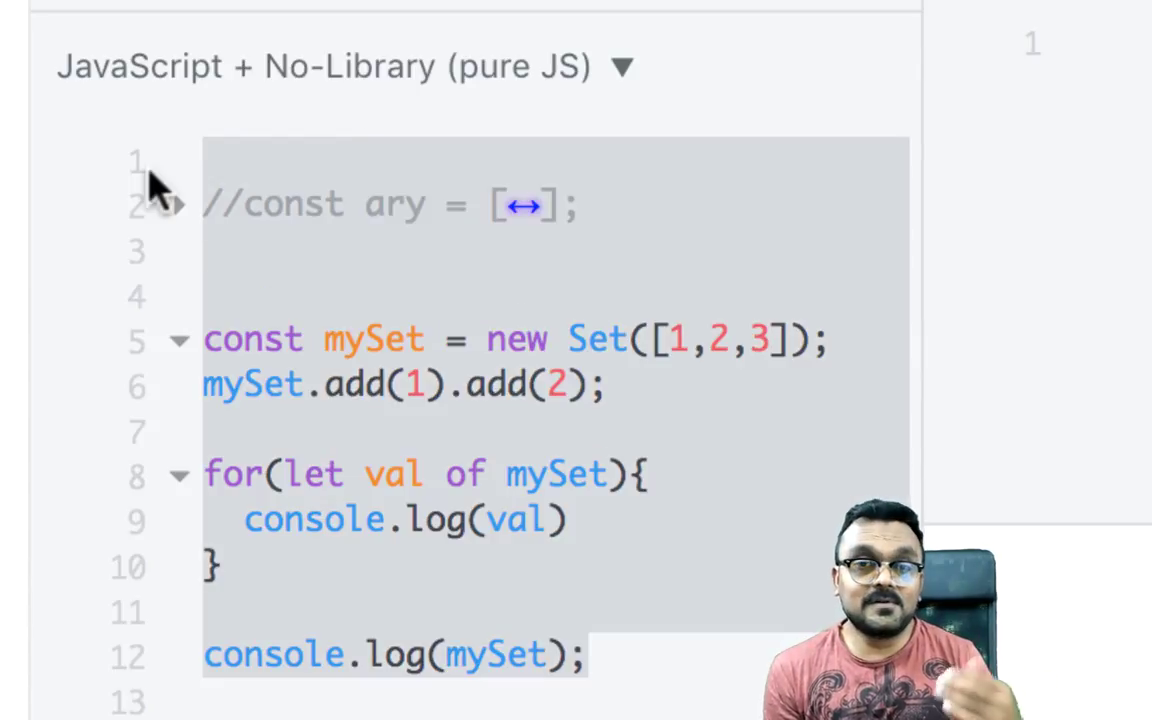 JavaScript + No-Library (pure JS) ▼
1
1
2 //const ary = [↔];
3
4
5 const mySet = new Set([1,2,3]);
6 mySet.add(1).add(2);
7
8 for(let val of mySet){
9 console.log(val)
10 }
11
12 console.log(mySet);
13